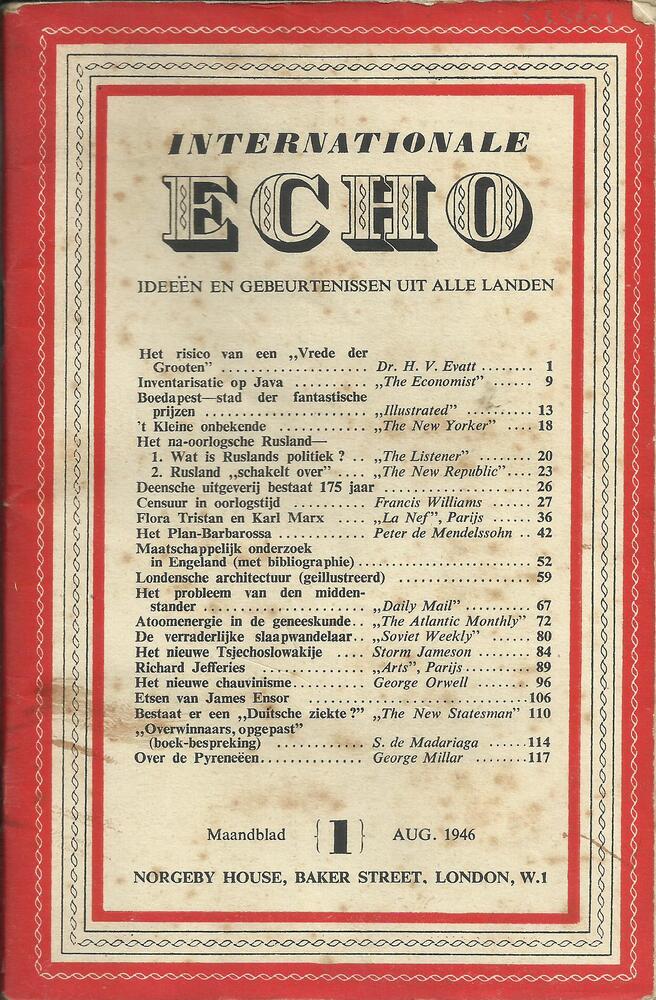 INTERNATIONALE
ECHO
IDEEËN EN GEBEURTENISSEN UIT ALLE LANDEN
Het risico van een „Vrede der
Grooten” .................... Dr. H. V. Evatt ........ 1
Inventarisatie op Java .......... „The Economist” ...... 9
Boedapest—stad der fantastische
prijzen ...................... „Illustrated” .......... 13
't Kleine onbekende ............ „The New Yorker” .... 18
Het na-oorlogsche Rusland—
1. Wat is Ruslands politiek ? .. „The Listener” ........ 20
2. Rusland „schakelt over” .... „The New Republic” .... 23
Deensche uitgeverij bestaat 175 jaar .................... 26
Censuur in oorlogstijd .......... Francis Williams ...... 27
Flora Tristan en Karl Marx .... „La Nef”, Parijs ...... 36
Het Plan-Barbarossa ............ Peter de Mendelssohn .. 42
Maatschappelijk onderzoek
in Engeland (met bibliographie) ...................... 52
Londensche architectuur (geillustreerd) .................. 59
Het probleem van den midden-
stander ...................... „Daily Mail” .......... 67
Atoomenergie in de geneeskunde .. „The Atlantic Monthly” 72
De verraderlijke slaapwandelaar .. „Soviet Weekly” ...... 80
Het nieuwe Tsjechoslowakije .... Storm Jameson ........ 84
Richard Jefferies .............. „Arts”, Parijs ......... 89
Het nieuwe chauvinisme .......... George Orwell ........ 96
Etsen van James Ensor .............................. 106
Bestaat er een „Duitsche ziekte ?” „The New Statesman” 110
„Overwinnaars, opgepast”
(boek-bespreking) ............ S. de Madariaga ...... 114
Over de Pyreneëen .............. George Millar ........ 117
Maandblad {1} AUG. 1946
NORGEBY HOUSE, BAKER STREET, LONDON, W.1